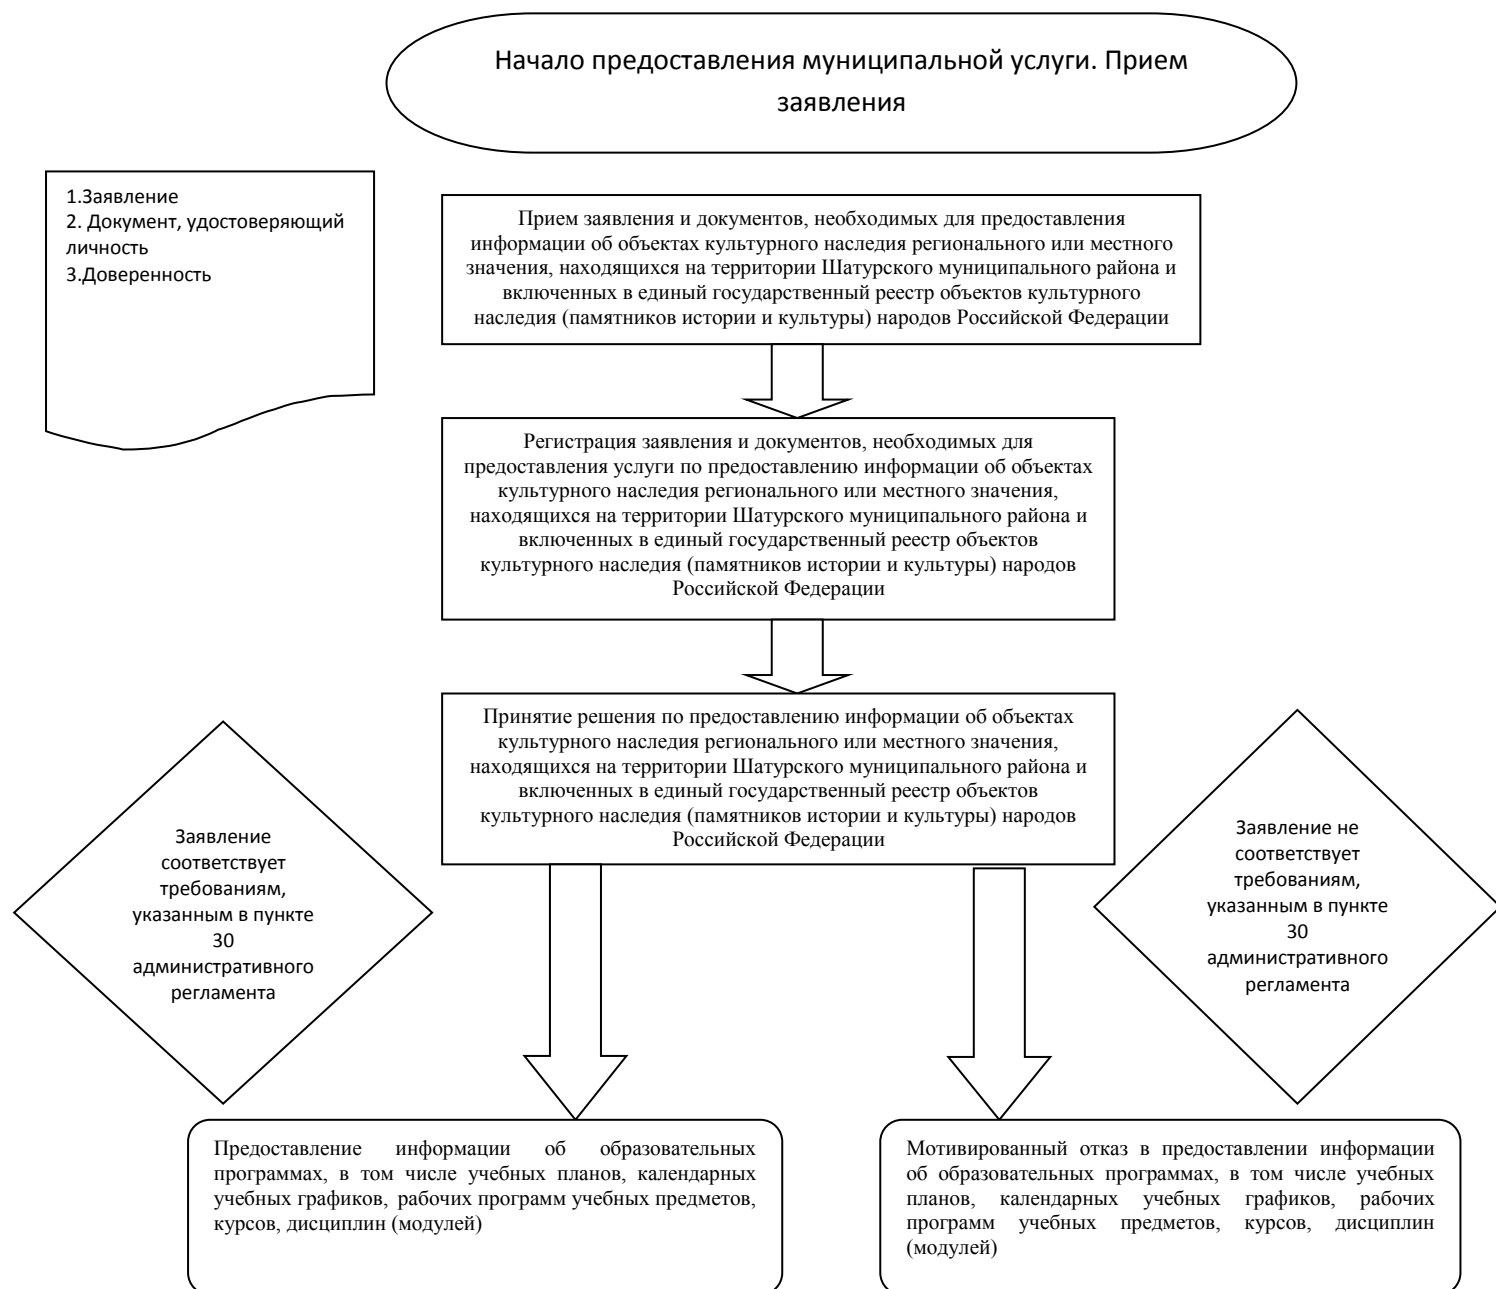 Начало предоставления муниципальной услуги. Прием
заявления
1.Заявление
2. Документ, удостоверяющий
личность
3.Доверенность
Прием заявления и документов, необходимых для предоставления
информации об объектах культурного наследия регионального или местного
значения, находящихся на территории Шатурского муниципального района и
включенных в единый государственный реестр объектов культурного
наследия (памятников истории и культуры) народов Российской Федерации
Регистрация заявления и документов, необходимых для
предоставления услуги по предоставлению информации об объектах
культурного наследия регионального или местного значения,
находящихся на территории Шатурского муниципального района и
включенных в единый государственный реестр объектов
культурного наследия (памятников истории и культуры) народов
Российской Федерации
Принятие решения по предоставлению информации об объектах
культурного наследия регионального или местного значения,
находящихся на территории Шатурского муниципального района и
включенных в единый государственный реестр объектов
культурного наследия (памятников истории и культуры) народов
Российской Федерации
Заявление
соответствует
требованиям,
указанным в пункте
30
административного
регламента
Заявление не
соответствует
требованиям,
указанным в пункте
30
административного
регламента
Предоставление информации об образовательных
программах, в том числе учебных планов, календарных
учебных графиков, рабочих программ учебных предметов,
курсов, дисциплин (модулей)
Мотивированный отказ в предоставлении информации
об образовательных программах, в том числе учебных
планов, календарных учебных графиков, рабочих
программ учебных предметов, курсов, дисциплин
(модулей)